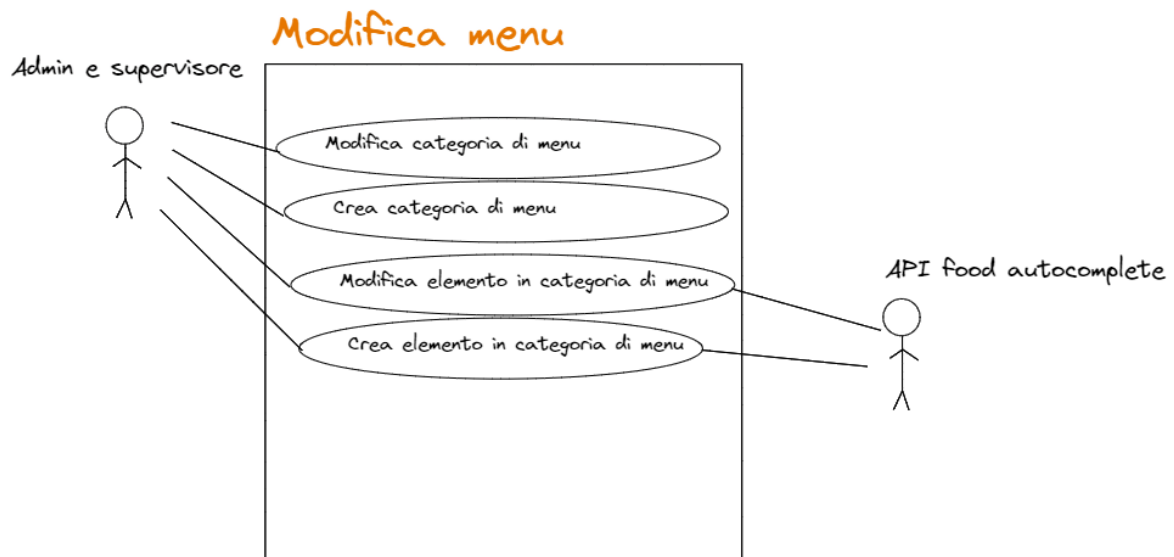 Modifica menu
Admin e supervisore
Modifica categoria di menu
Crea categoria di menu
Modifica elemento in categoria di menu
API food autocomplete
Crea elemento in categoria di menu